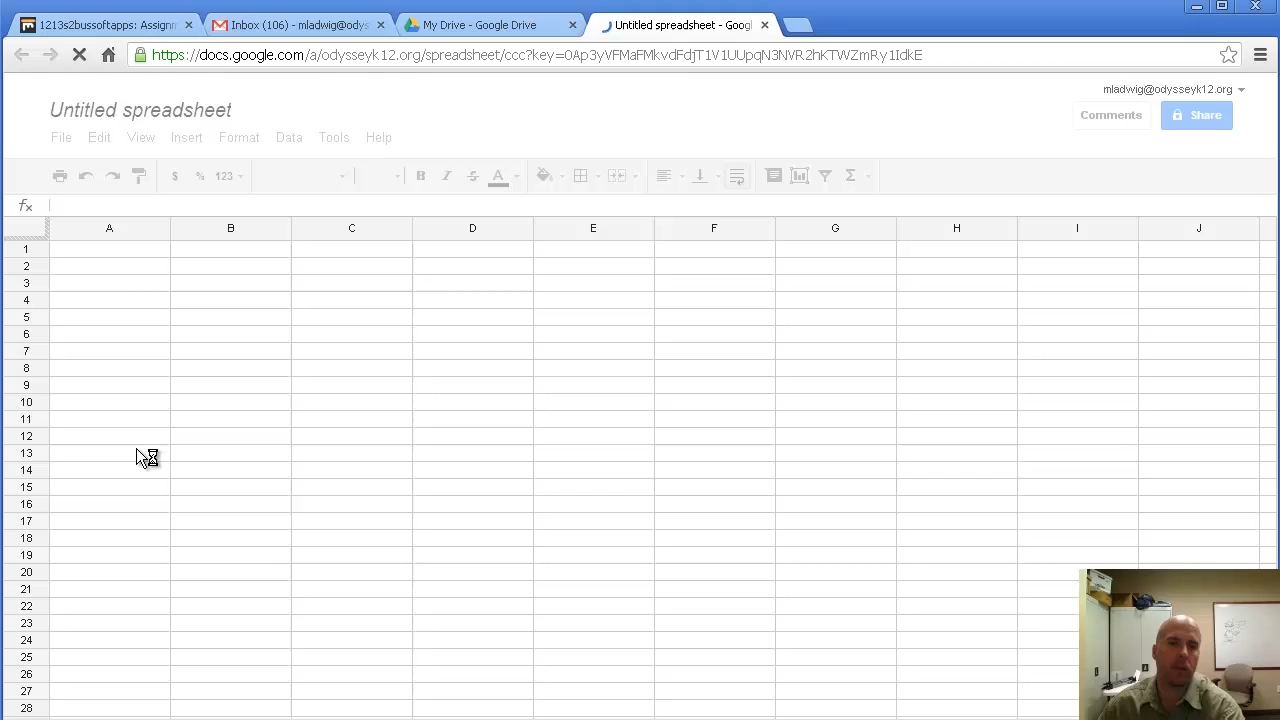 1213s2busoftapps: Assignm
Inbox (106) - mladwig@ody
My Drive - Google Drive
Untitled spreadsheet - Goog
https://docs.google.com/a/odysseyk12.org/spreadsheet/ccc?key=0Ap3yVFMaFMkvdFdjT1V1UUpqN3NVR2hKTWZmRy1IdkE
mladwig@odysseyk12.org
Untitled spreadsheet
Comments
Share
File Edit View Insert Format Data Tools Help
$ % 123 B I S A Σ
fx
A B C D E F G H I J
1
2
3
4
5
6
7
8
9
10
11
12
13
14
15
16
17
18
19
20
21
22
23
24
25
26
27
28